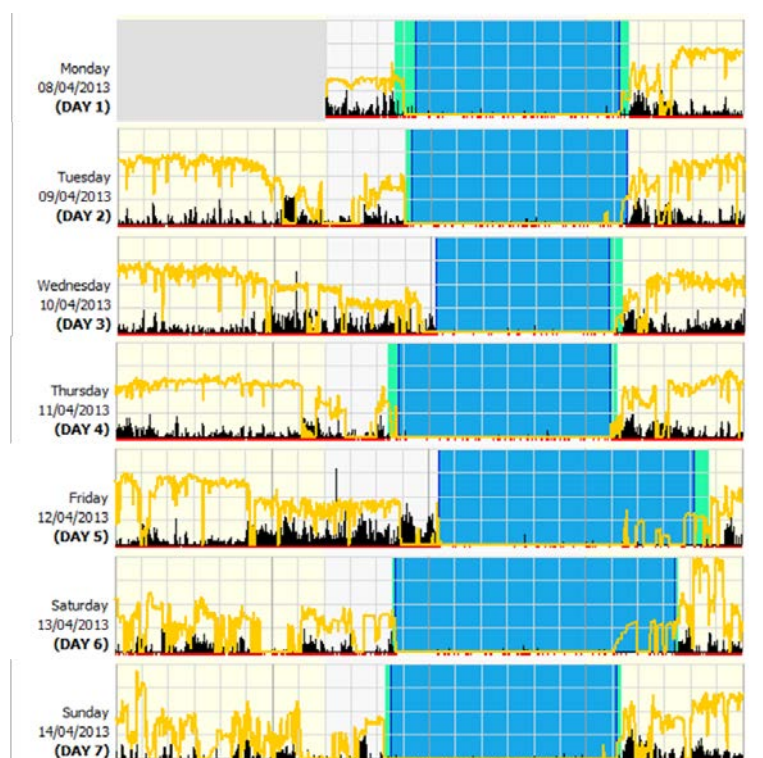 Monday
08/04/2013
(DAY 1)
Tuesday
09/04/2013
(DAY 2)
Wednesday
10/04/2013
(DAY 3)
Thursday
11/04/2013
(DAY 4)
Friday
12/04/2013
(DAY 5)
Saturday
13/04/2013
(DAY 6)
Sunday
14/04/2013
(DAY 7)